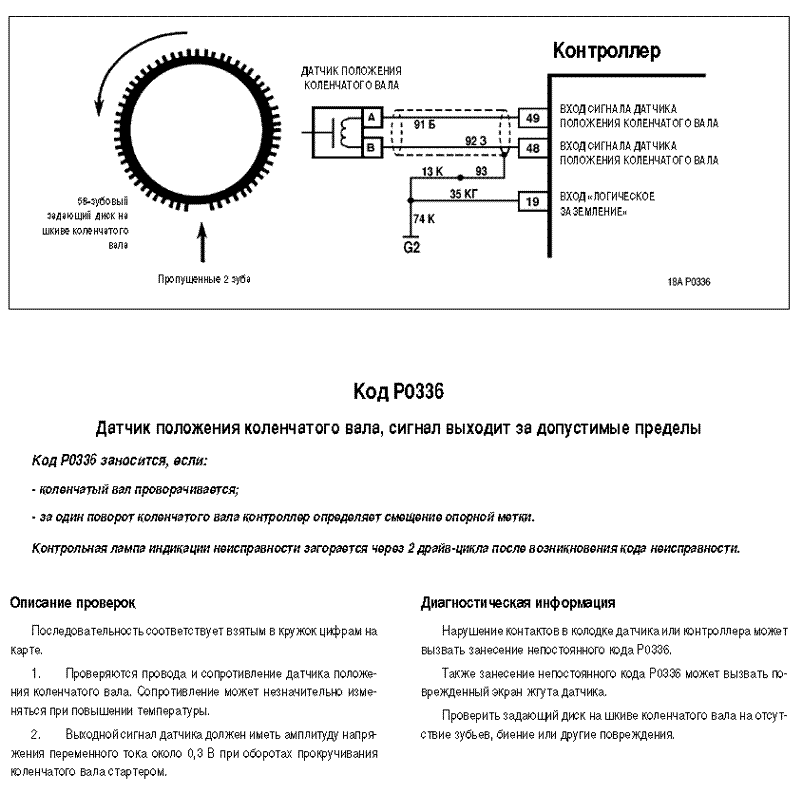 Контроллер
ДАТЧИК ПОЛОЖЕНИЯ
КОЛЕНЧАТОГО ВАЛА
A
B
91 Б
92 З
49
48
ВХОД СИГНАЛА ДАТЧИКА
ПОЛОЖЕНИЯ КОЛЕНЧАТОГО ВАЛА
ВХОД СИГНАЛА ДАТЧИКА
ПОЛОЖЕНИЯ КОЛЕНЧАТОГО ВАЛА
13 К
93
35 КГ
19
ВХОД «ЛОГИЧЕСКОЕ
ЗАЗЕМЛЕНИЕ»
74 К
G2
58-зубовый
задающий диск на
шкиве коленчатого
вала
Пропущенные 2 зуба
18A P0336
Код P0336
Датчик положения коленчатого вала, сигнал выходит за допустимые пределы
Код P0336 заносится, если:
- коленчатый вал проворачивается;
- за один поворот коленчатого вала контроллер определяет смещение опорной метки.
Контрольная лампа индикации неисправности загорается через 2 драйв-цикла после возникновения кода неисправности.
Описание проверок
Последовательность соответствует взятым в кружок цифрам на
карте.
1. Проверяются провода и сопротивление датчика положе-
ния коленчатого вала. Сопротивление может незначительно изме-
няться при повышении температуры.
2. Выходной сигнал датчика должен иметь амплитуду напря-
жения переменного тока около 0,3 В при оборотах прокручивания
коленчатого вала стартером.
Диагностическая информация
Нарушение контактов в колодке датчика или контроллера может
вызвать занесение непостоянного кода P0336.
Также занесение непостоянного кода P0336 может вызвать по-
врежденный экран жгута датчика.
Проверить задающий диск на шкиве коленчатого вала на отсут-
ствие зубьев, биение или другие повреждения.